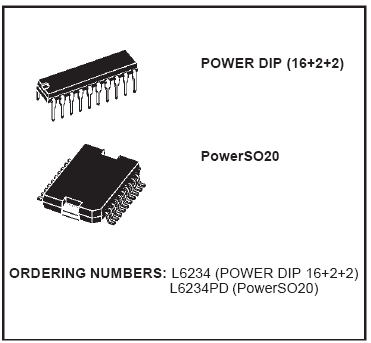 POWER DIP (16+2+2)
PowerSO20
ORDERING NUMBERS: L6234 (POWER DIP 16+2+2)
L6234PD (PowerSO20)